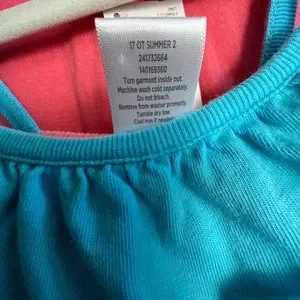 17 OT SUMMER 2
241732664
140169360
Turn garment inside out.
Machine wash cold separately.
Do not bleach.
Remove from washer promptly.
Tumble dry low.
Cool iron if needed.